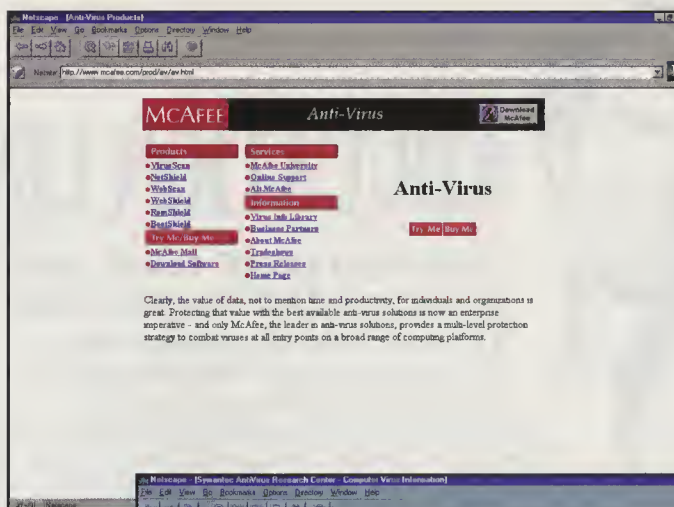 Netscape - [Anti-Virus Products]
File Edit View Go Bookmarks Options Directory Window Help
http://www.mcafee.com/prod/av/av.html
McAFEE Anti-Virus Download McAfee
Products
VirusScan
NetShield
WebScan
WebShield
RomShield
BootShield
Try Me/Buy Me
McAfee Mall
Download Software
Services
McAfee University
Online Support
Alt.McAfee
Information
Virus Info Library
Business Partners
About McAfee
Tradeshows
Press Releases
Home Page
Anti-Virus
Try Me Buy Me
Clearly, the value of data, not to mention time and productivity, for individuals and organizations is
great. Protecting that value with the best available anti-virus solutions is now an enterprise
imperative - and only McAfee, the leader in anti-virus solutions, provides a multi-level protection
strategy to combat viruses at all entry points on a broad range of computing platforms.
Netscape - [Symantec AntiVirus Research Center - Computer Virus Information]
File Edit View Go Bookmarks Options Directory Window Help
Netscape